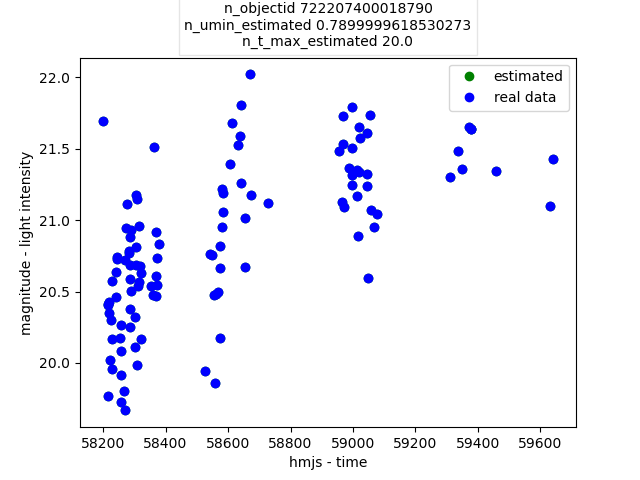 n_objectid 722207400018790
n_umin_estimated 0.7899999618530273
n_t_max_estimated 20.0
estimated
real data
magnitude - light intensity
22.0
21.5
21.0
20.5
20.0
58200 58400 58600 58800 59000 59200 59400 59600
hmjs - time